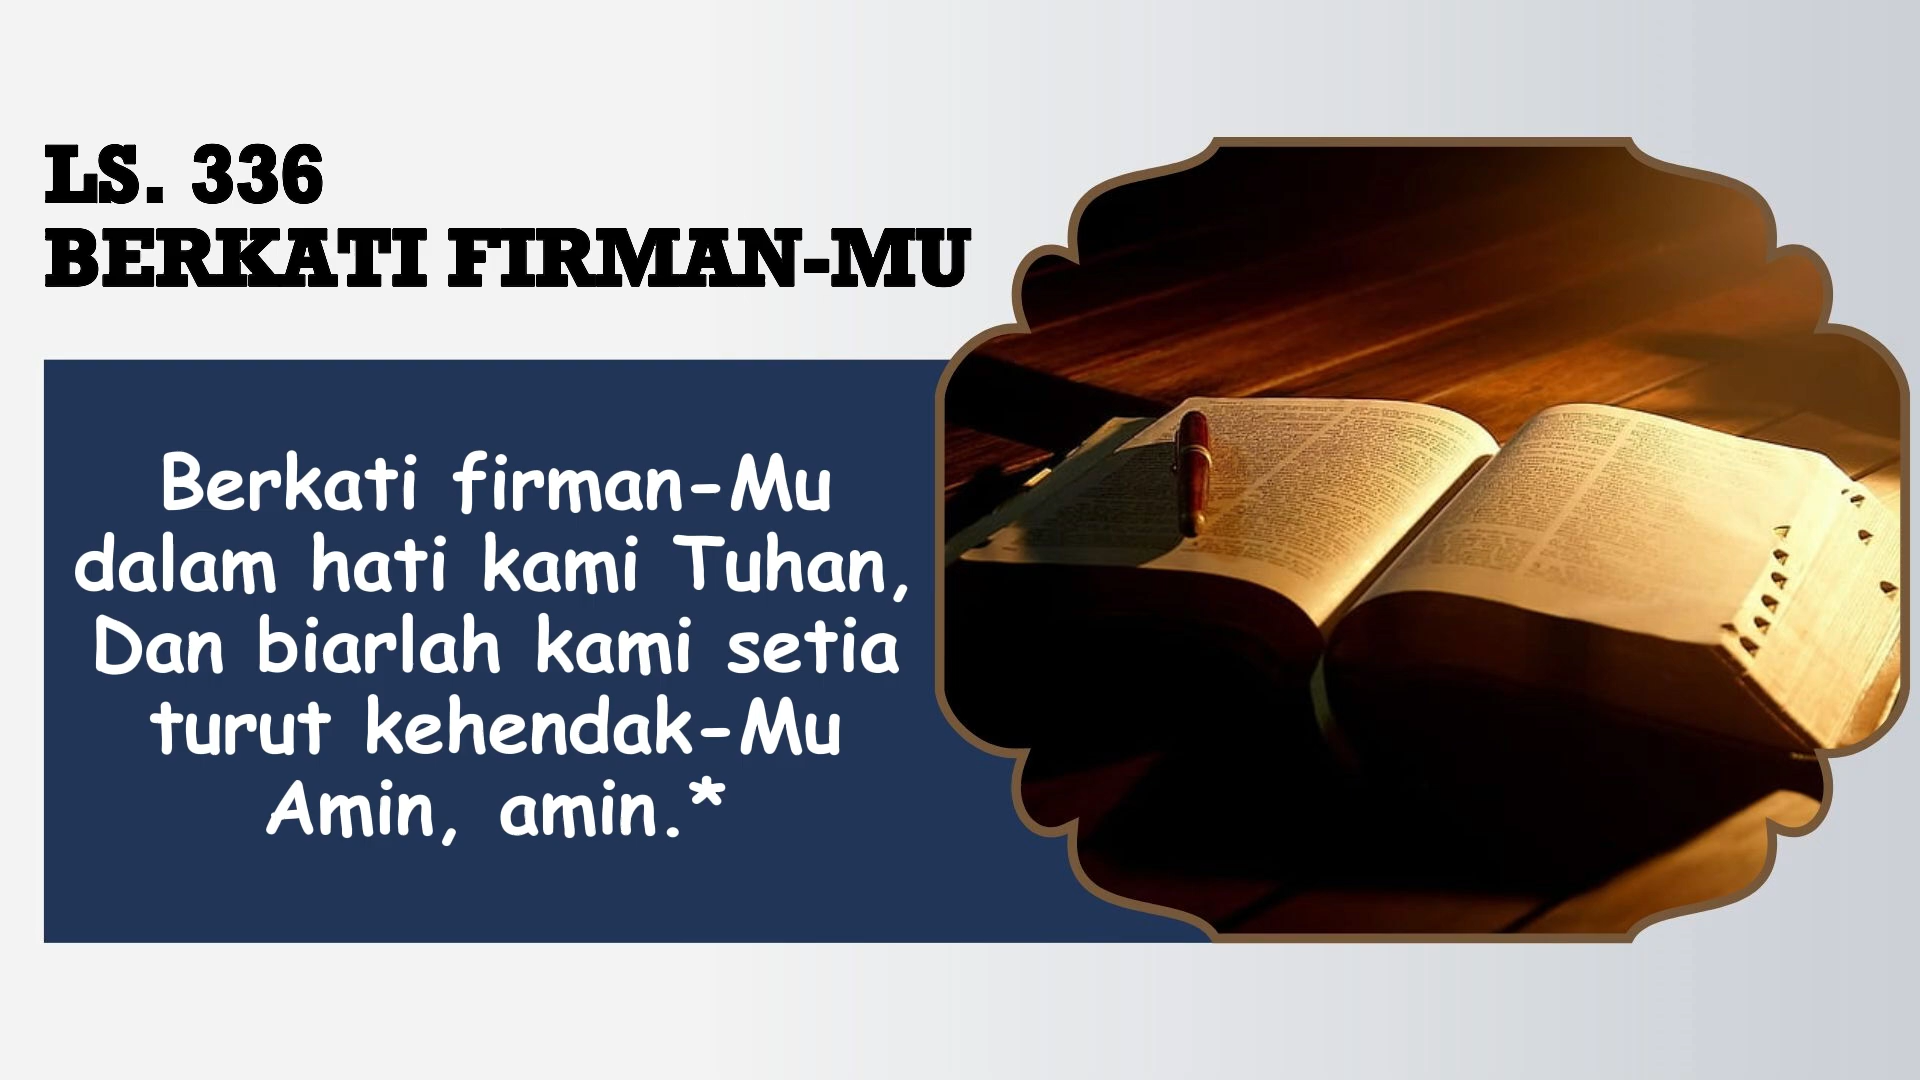 LS. 336
BERKATI FIRMAN-MU
Berkati firman-Mu
dalam hati kami Tuhan,
Dan biarlah kami setia
turut kehendak-Mu
Amin, amin.*